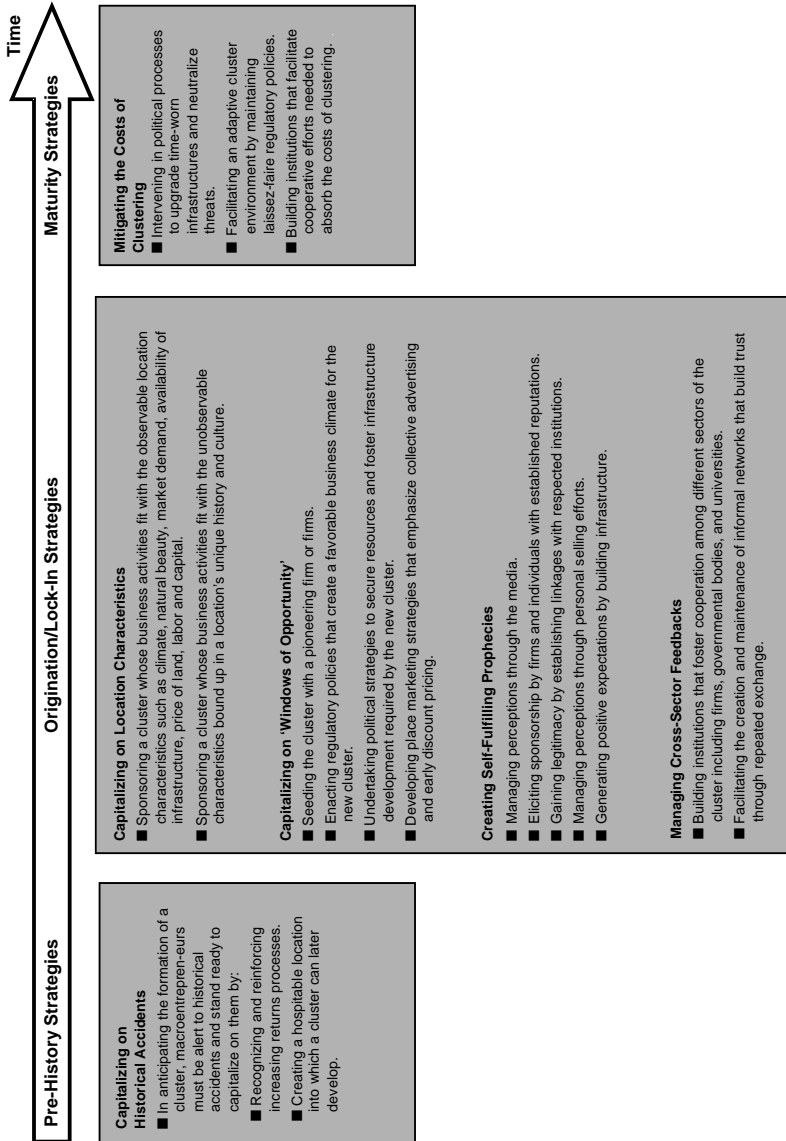 Time
Pre-History Strategies
Origination/Lock-In Strategies
Maturity Strategies
Capitalizing on
Historical Accidents
■ In anticipating the formation of a
cluster, macroentrepren-eurs
must be alert to historical
accidents and stand ready to
capitalize on them by:
■ Recognizing and reinforcing
increasing returns processes.
■ Creating a hospitable location
into which a cluster can later
develop.
Capitalizing on Location Characteristics
■ Sponsoring a cluster whose business activities fit with the observable location
characteristics such as climate, natural beauty, market demand, availability of
infrastructure, price of land, labor and capital.
■ Sponsoring a cluster whose business activities fit with the unobservable
characteristics bound up in a location's unique history and culture.
Capitalizing on 'Windows of Opportunity'
■ Seeding the cluster with a pioneering firm or firms.
■ Enacting regulatory policies that create a favorable business climate for the
new cluster.
■ Undertaking political strategies to secure resources and foster infrastructure
development required by the new cluster.
■ Developing place marketing strategies that emphasize collective advertising
and early discount pricing.
Creating Self-Fulfilling Prophecies
■ Managing perceptions through the media.
■ Eliciting sponsorship by firms and individuals with established reputations.
■ Gaining legitimacy by establishing linkages with respected institutions.
■ Managing perceptions through personal selling efforts.
■ Generating positive expectations by building infrastructure.
Managing Cross-Sector Feedbacks
■ Building institutions that foster cooperation among different sectors of the
cluster including firms, governmental bodies, and universities.
■ Facilitating the creation and maintenance of informal networks that build trust
through repeated exchange.
Mitigating the Costs of
Clustering
■ Intervening in political processes
to upgrade time-worn
infrastructures and neutralize
threats.
■ Facilitating an adaptive cluster
environment by maintaining
laissez-faire regulatory policies.
■ Building institutions that facilitate
cooperative efforts needed to
absorb the costs of clustering.